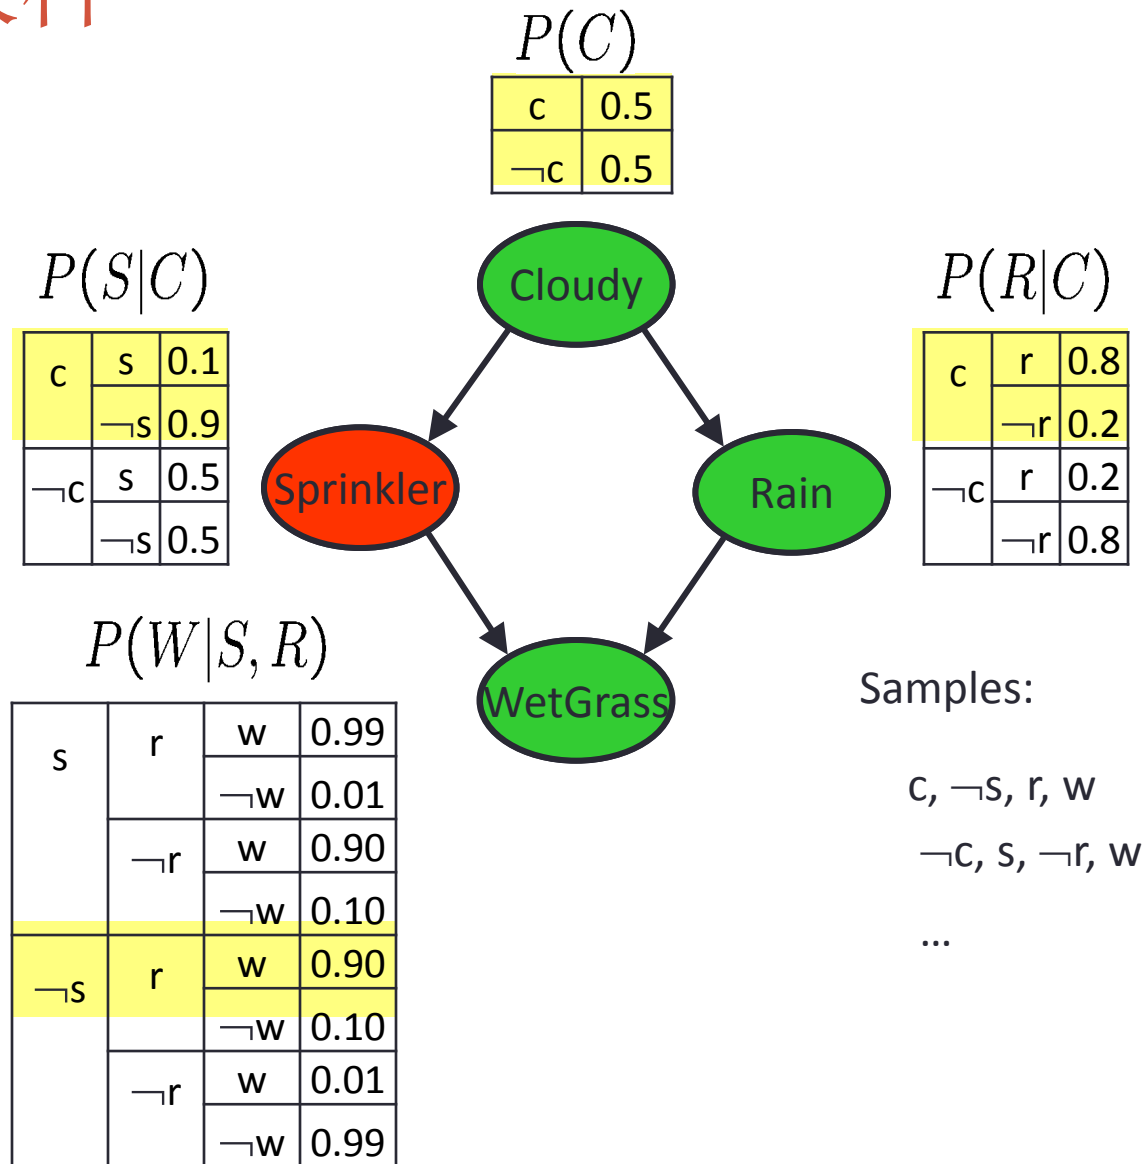 P(C)
c 0.5
¬c 0.5
P(S|C)
c s 0.1
¬s 0.9
¬c s 0.5
¬s 0.5
Cloudy
P(R|C)
c r 0.8
¬r 0.2
¬c r 0.2
¬r 0.8
Sprinkler
Rain
P(W|S, R)
s r w 0.99
¬w 0.01
¬r w 0.90
¬w 0.10
¬s r w 0.90
¬w 0.10
¬r w 0.01
¬w 0.99
WetGrass
Samples:
c, ¬s, r, w
¬c, s, ¬r, w
...